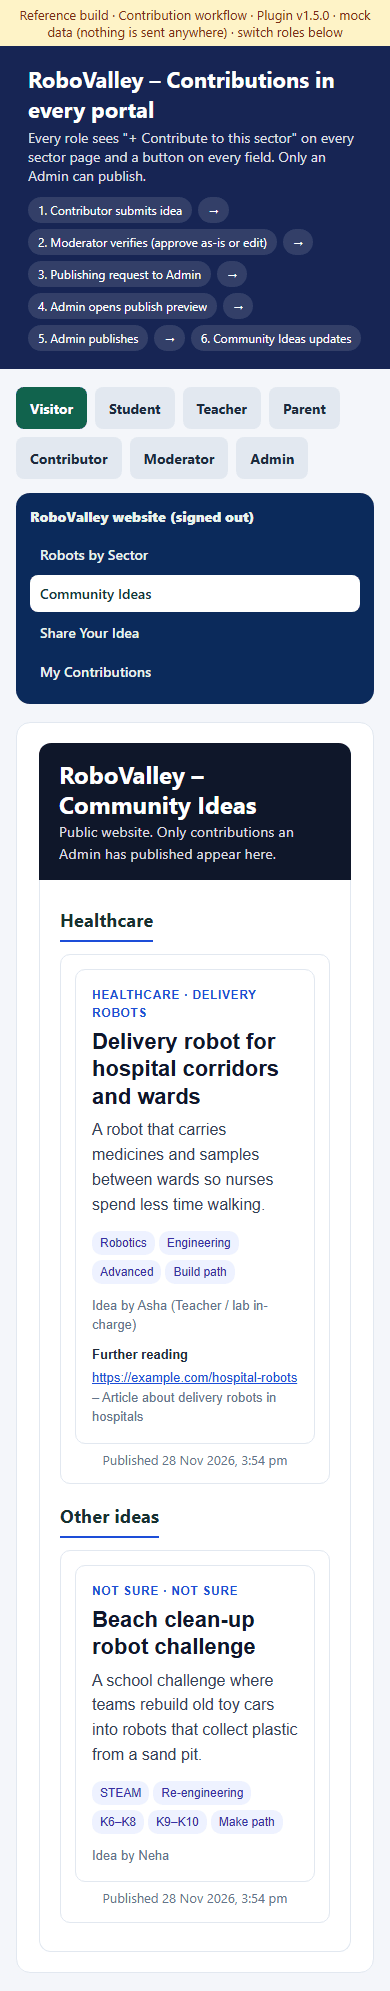 Reference build · Contribution workflow · Plugin v1.5.0 · mock
data (nothing is sent anywhere) · switch roles below
RoboValley – Contributions in
every portal
Every role sees "+ Contribute to this sector" on every
sector page and a button on every field. Only an
Admin can publish.
1. Contributor submits idea →
2. Moderator verifies (approve as-is or edit) →
3. Publishing request to Admin →
4. Admin opens publish preview →
5. Admin publishes → 6. Community Ideas updates
Visitor Student Teacher Parent
Contributor Moderator Admin
RoboValley website (signed out)
Robots by Sector
Community Ideas
Share Your Idea
My Contributions
RoboValley –
Community Ideas
Public website. Only contributions an
Admin has published appear here.
Healthcare
HEALTHCARE · DELIVERY
ROBOTS
Delivery robot for
hospital corridors
and wards
A robot that carries
medicines and samples
between wards so nurses
spend less time walking.
Robotics Engineering
Advanced Build path
Idea by Asha (Teacher / lab in-
charge)
Further reading
https://example.com/hospital-robots
– Article about delivery robots in
hospitals
Published 28 Nov 2026, 3:54 pm
Other ideas
NOT SURE · NOT SURE
Beach clean-up
robot challenge
A school challenge where
teams rebuild old toy cars
into robots that collect plastic
from a sand pit.
STEAM Re-engineering
K6–K8 K9–K10 Make path
Idea by Neha
Published 28 Nov 2026, 3:54 pm